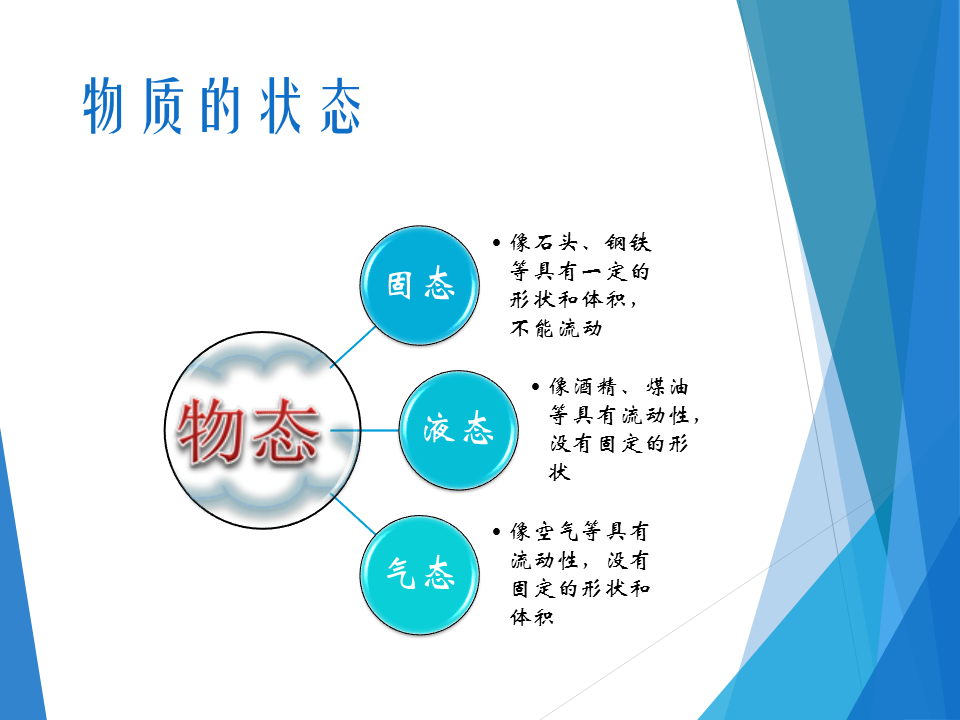 物质的状态
物态
固态
• 像石头、钢铁
等具有一定的
形状和体积，
不能流动
液态
• 像酒精、煤油
等具有流动性，
没有固定的形
状
气态
• 像空气等具有
流动性，没有
固定的形状和
体积